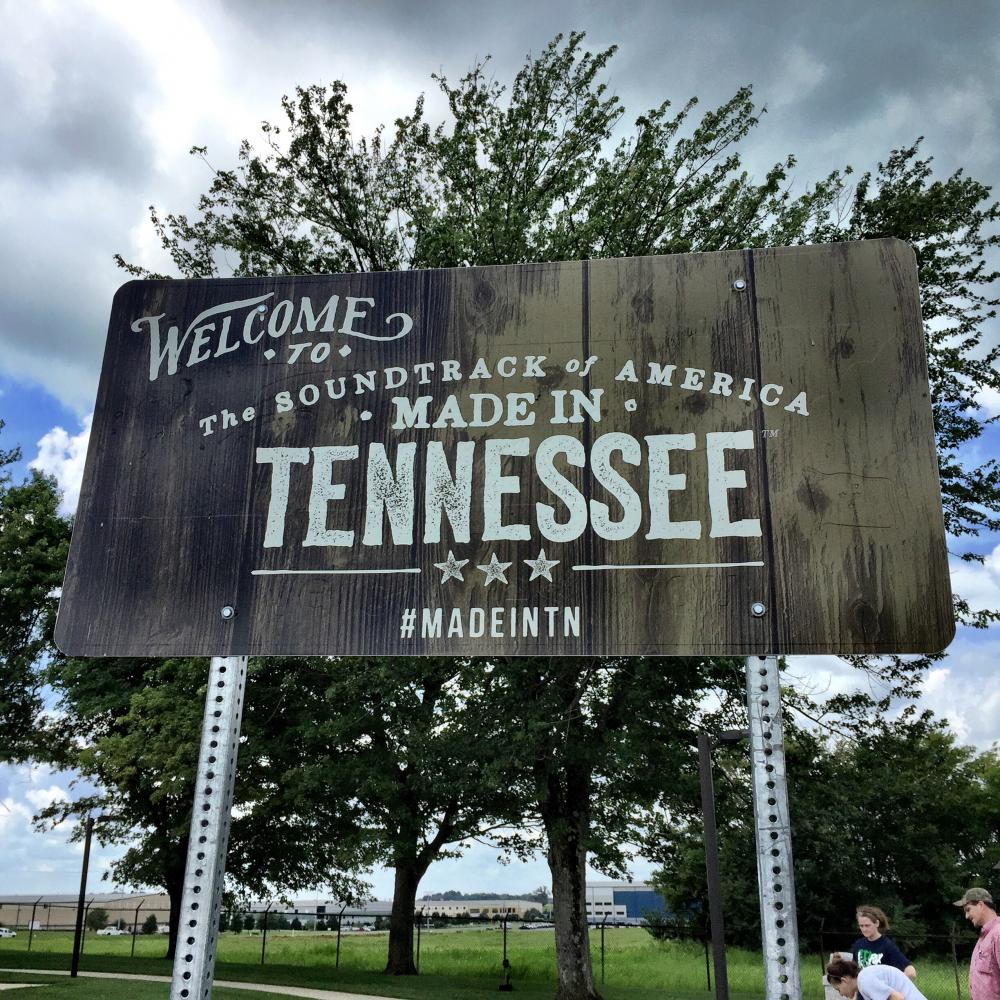 WELCOME
TO
The SOUNDTRACK of AMERICA
MADE IN
TENNESSEE™
#MADEINTN